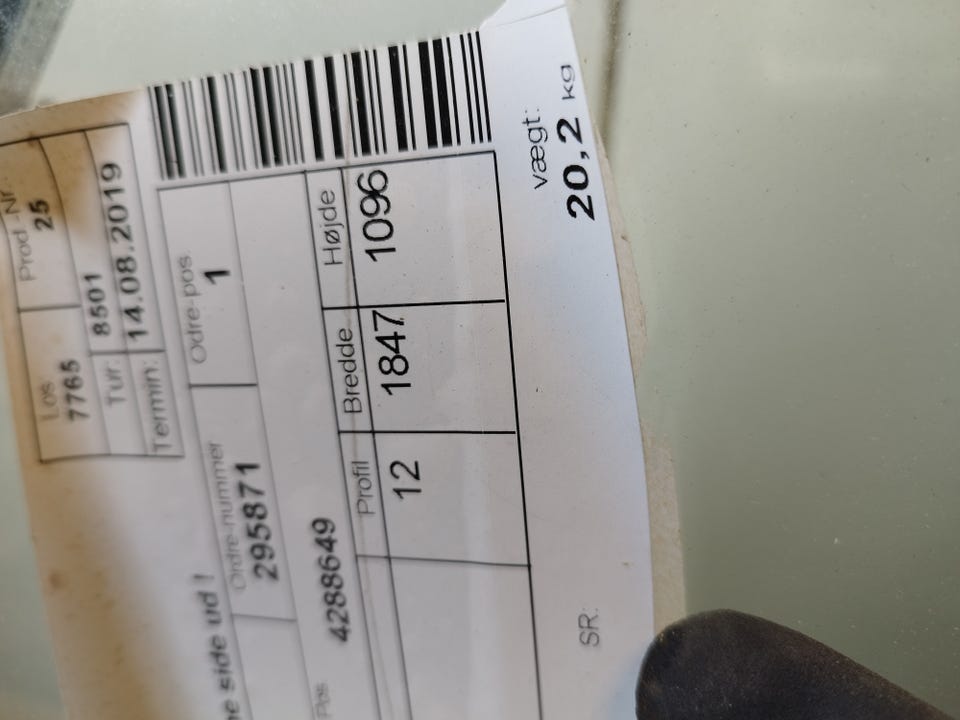 Los Prod.-Nr
7765 25
Tur: 8501
Termin: 14.08.2019
side ud !
Ordre-nummer Odre-pos
295871 1
Pos
4288649
Profil Bredde Højde
12 1847 1096
vægt:
SR: 20,2 kg